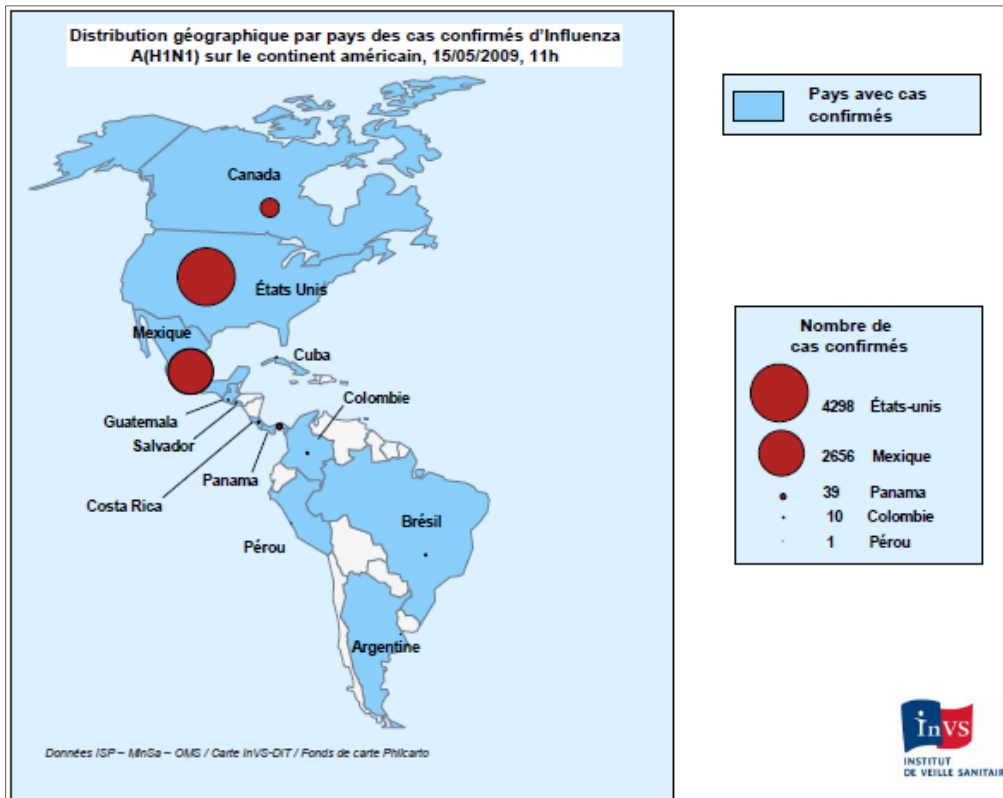 Distribution géographique par pays des cas confirmés d'Influenza
A(H1N1) sur le continent américain, 15/05/2009, 11h
Pays avec cas
confirmés
Canada
États Unis
Mexique
Cuba
Colombie
Guatemala
Salvador
Panama
Costa Rica
Pérou
Brésil
Argentine
Nombre de
cas confirmés
4298 États-unis
2656 Mexique
39 Panama
10 Colombie
1 Pérou
Données ISP – MinSa – OMS / Carte InVS-DIT / Fonds de carte Philcarto
InVS
INSTITUT
DE VEILLE SANITAIR